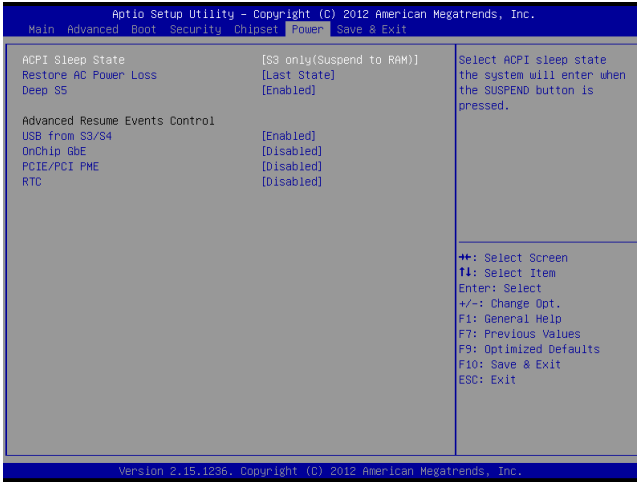 Aptio Setup Utility – Copyright (C) 2012 American Megatrends, Inc.
Main Advanced Boot Security Chipset Power Save & Exit
ACPI Sleep State [S3 only(Suspend to RAM)]
Restore AC Power Loss [Last State]
Deep S5 [Enabled]
Advanced Resume Events Control
USB from S3/S4 [Enabled]
OnChip GbE [Disabled]
PCIE/PCI PME [Disabled]
RTC [Disabled]
Select ACPI sleep state
the system will enter when
the SUSPEND button is
pressed.
→←: Select Screen
↑↓: Select Item
Enter: Select
+/-: Change Opt.
F1: General Help
F7: Previous Values
F9: Optimized Defaults
F10: Save & Exit
ESC: Exit
Version 2.15.1236. Copyright (C) 2012 American Megatrends, Inc.